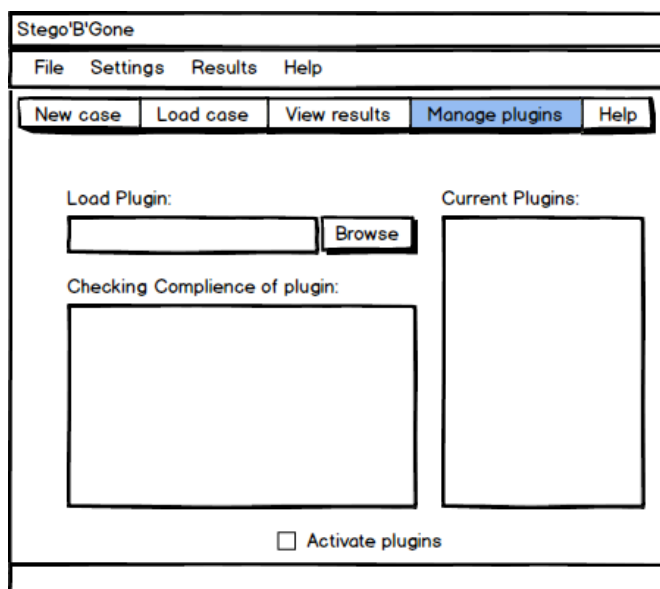 Stego'B'Gone
File Settings Results Help
New case Load case View results Manage plugins Help
Load Plugin: Current Plugins:
Browse
Checking Complience of plugin:
Activate plugins